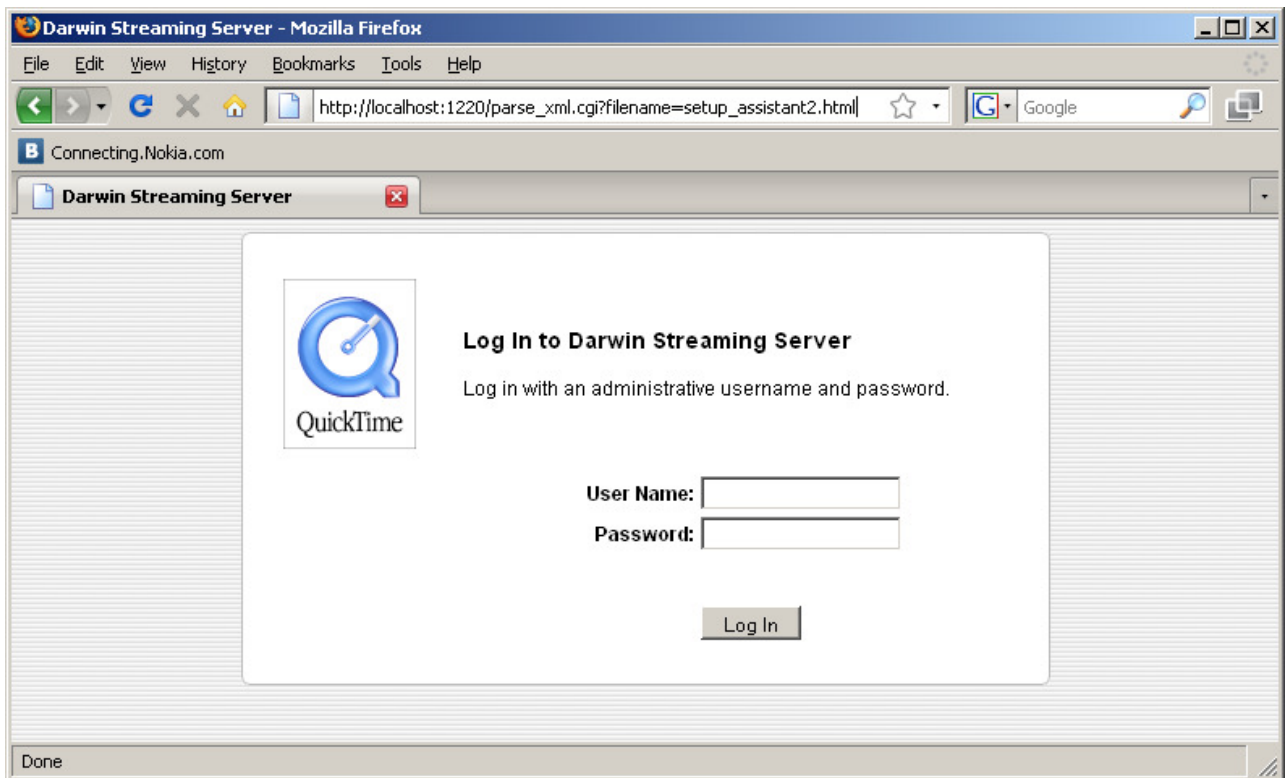 Darwin Streaming Server - Mozilla Firefox
File Edit View History Bookmarks Tools Help
http://localhost:1220/parse_xml.cgi?filename=setup_assistant2.html G Google
B Connecting.Nokia.com
Darwin Streaming Server
QuickTime
Log In to Darwin Streaming Server
Log in with an administrative username and password.
User Name:
Password:
Log In
Done